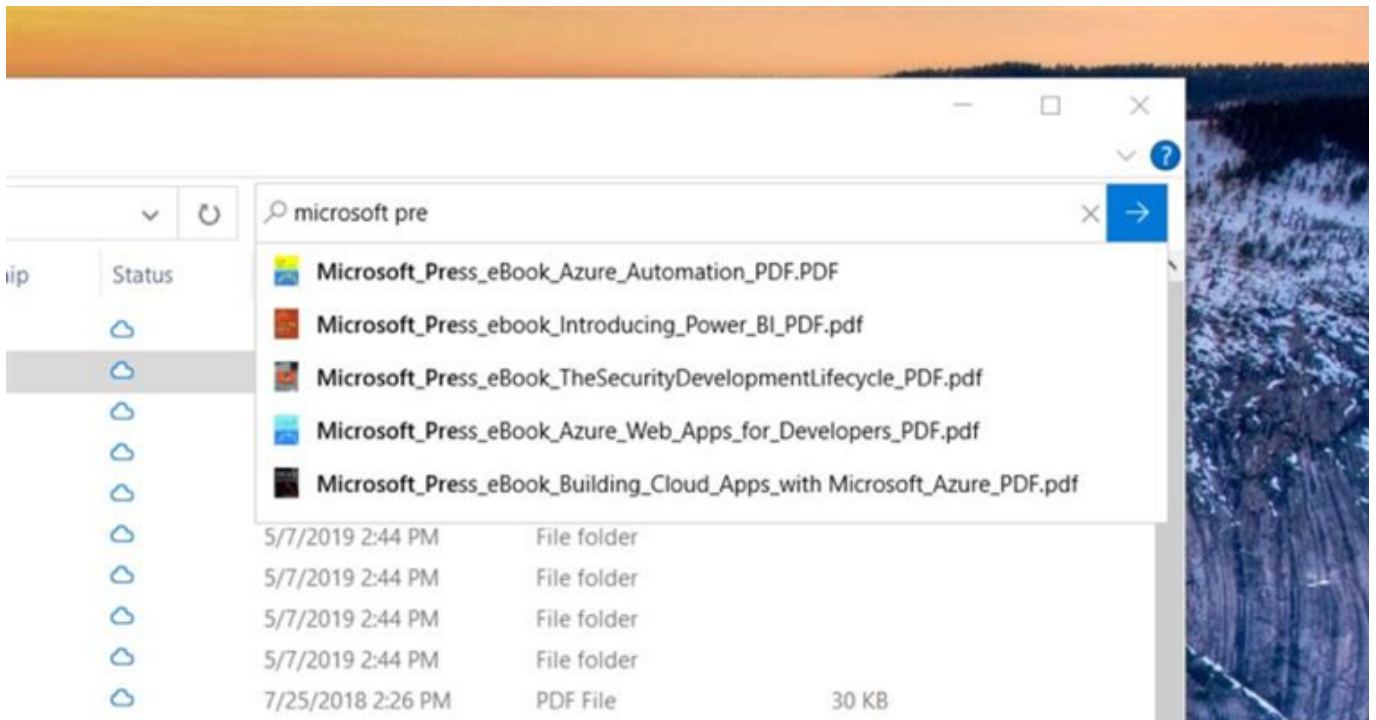 ?
microsoft pre
ip Status
Microsoft_Press_eBook_Azure_Automation_PDF.PDF
Microsoft_Press_ebook_Introducing_Power_BI_PDF.pdf
Microsoft_Press_eBook_TheSecurityDevelopmentLifecycle_PDF.pdf
Microsoft_Press_eBook_Azure_Web_Apps_for_Developers_PDF.pdf
Microsoft_Press_eBook_Building_Cloud_Apps_with Microsoft_Azure_PDF.pdf
5/7/2019 2:44 PM File folder
5/7/2019 2:44 PM File folder
5/7/2019 2:44 PM File folder
5/7/2019 2:44 PM File folder
7/25/2018 2:26 PM PDF File 30 KB